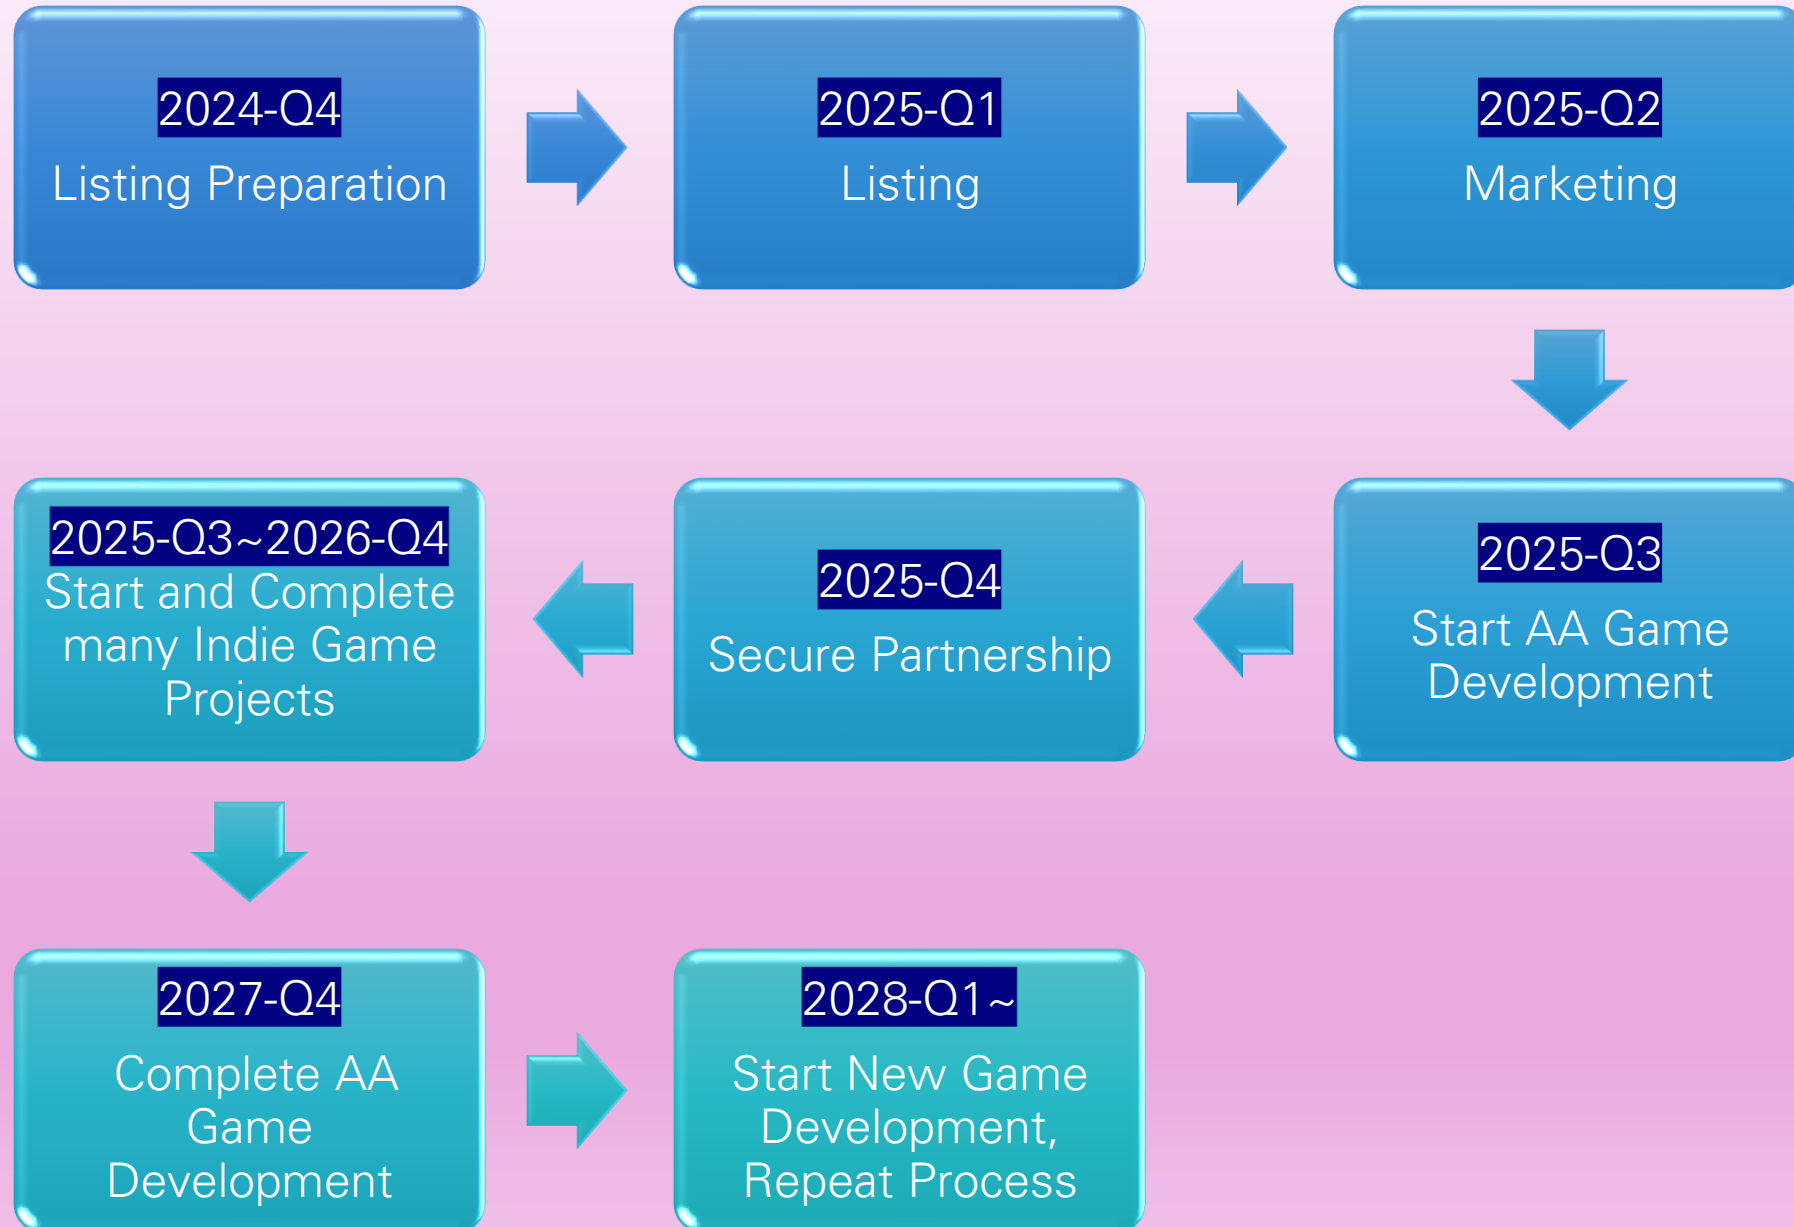 2024-Q4
Listing Preparation
2025-Q1
Listing
2025-Q2
Marketing
2025-Q3
Start AA Game
Development
2025-Q4
Secure Partnership
2025-Q3~2026-Q4
Start and Complete
many Indie Game
Projects
2027-Q4
Complete AA
Game
Development
2028-Q1~
Start New Game
Development,
Repeat Process